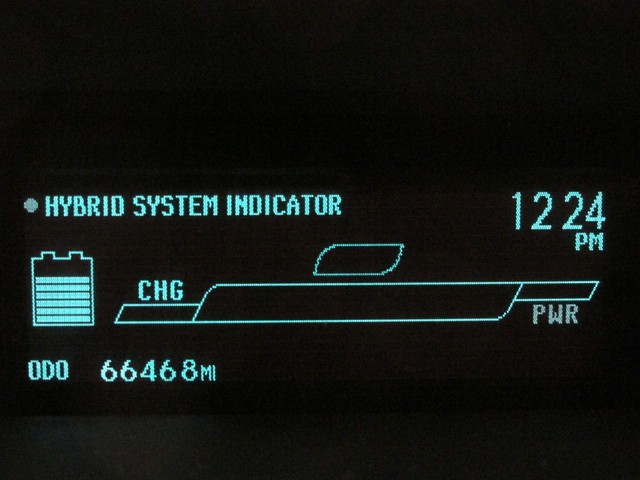 HYBRID SYSTEM INDICATOR
12 24
PM
CHG
PWR
ODO 66468MI